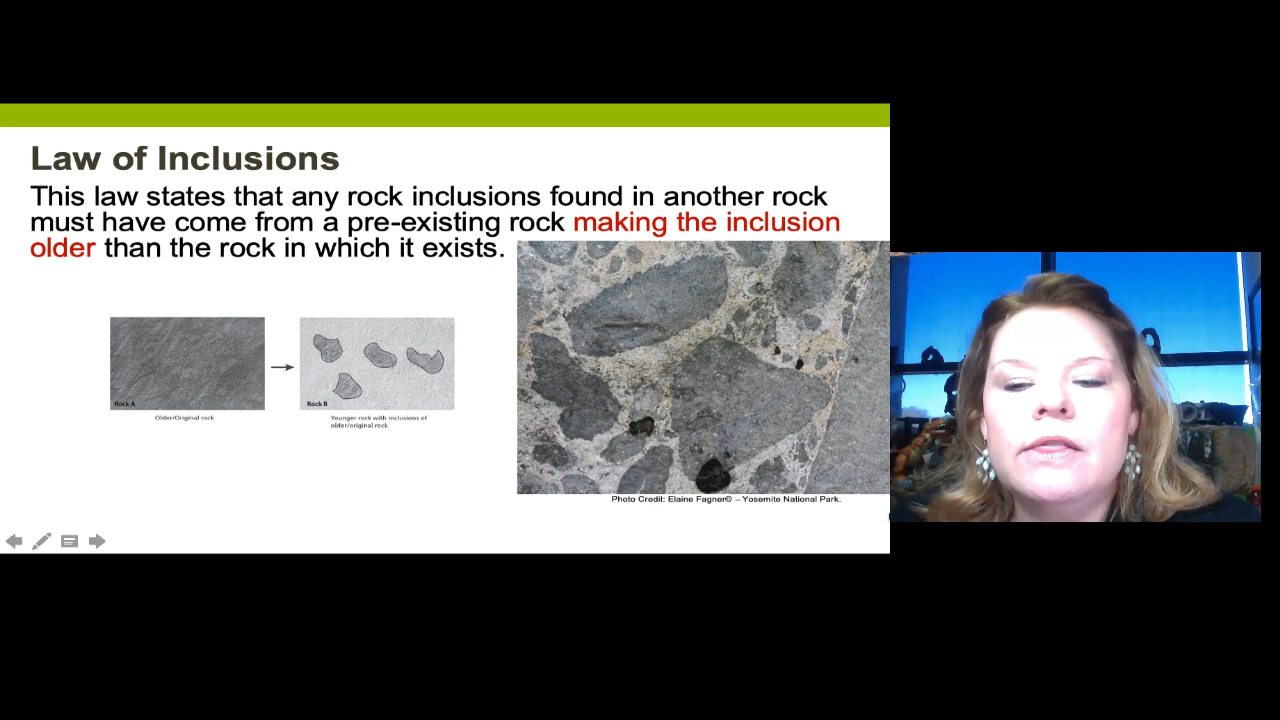 Law of Inclusions
This law states that any rock inclusions found in another rock
must have come from a pre-existing rock making the inclusion
older than the rock in which it exists.
Rock A
Rock B
Older/Original rock
Younger rock with inclusions of
older/original rock
Photo Credit: Elaine Fagner© – Yosemite National Park.